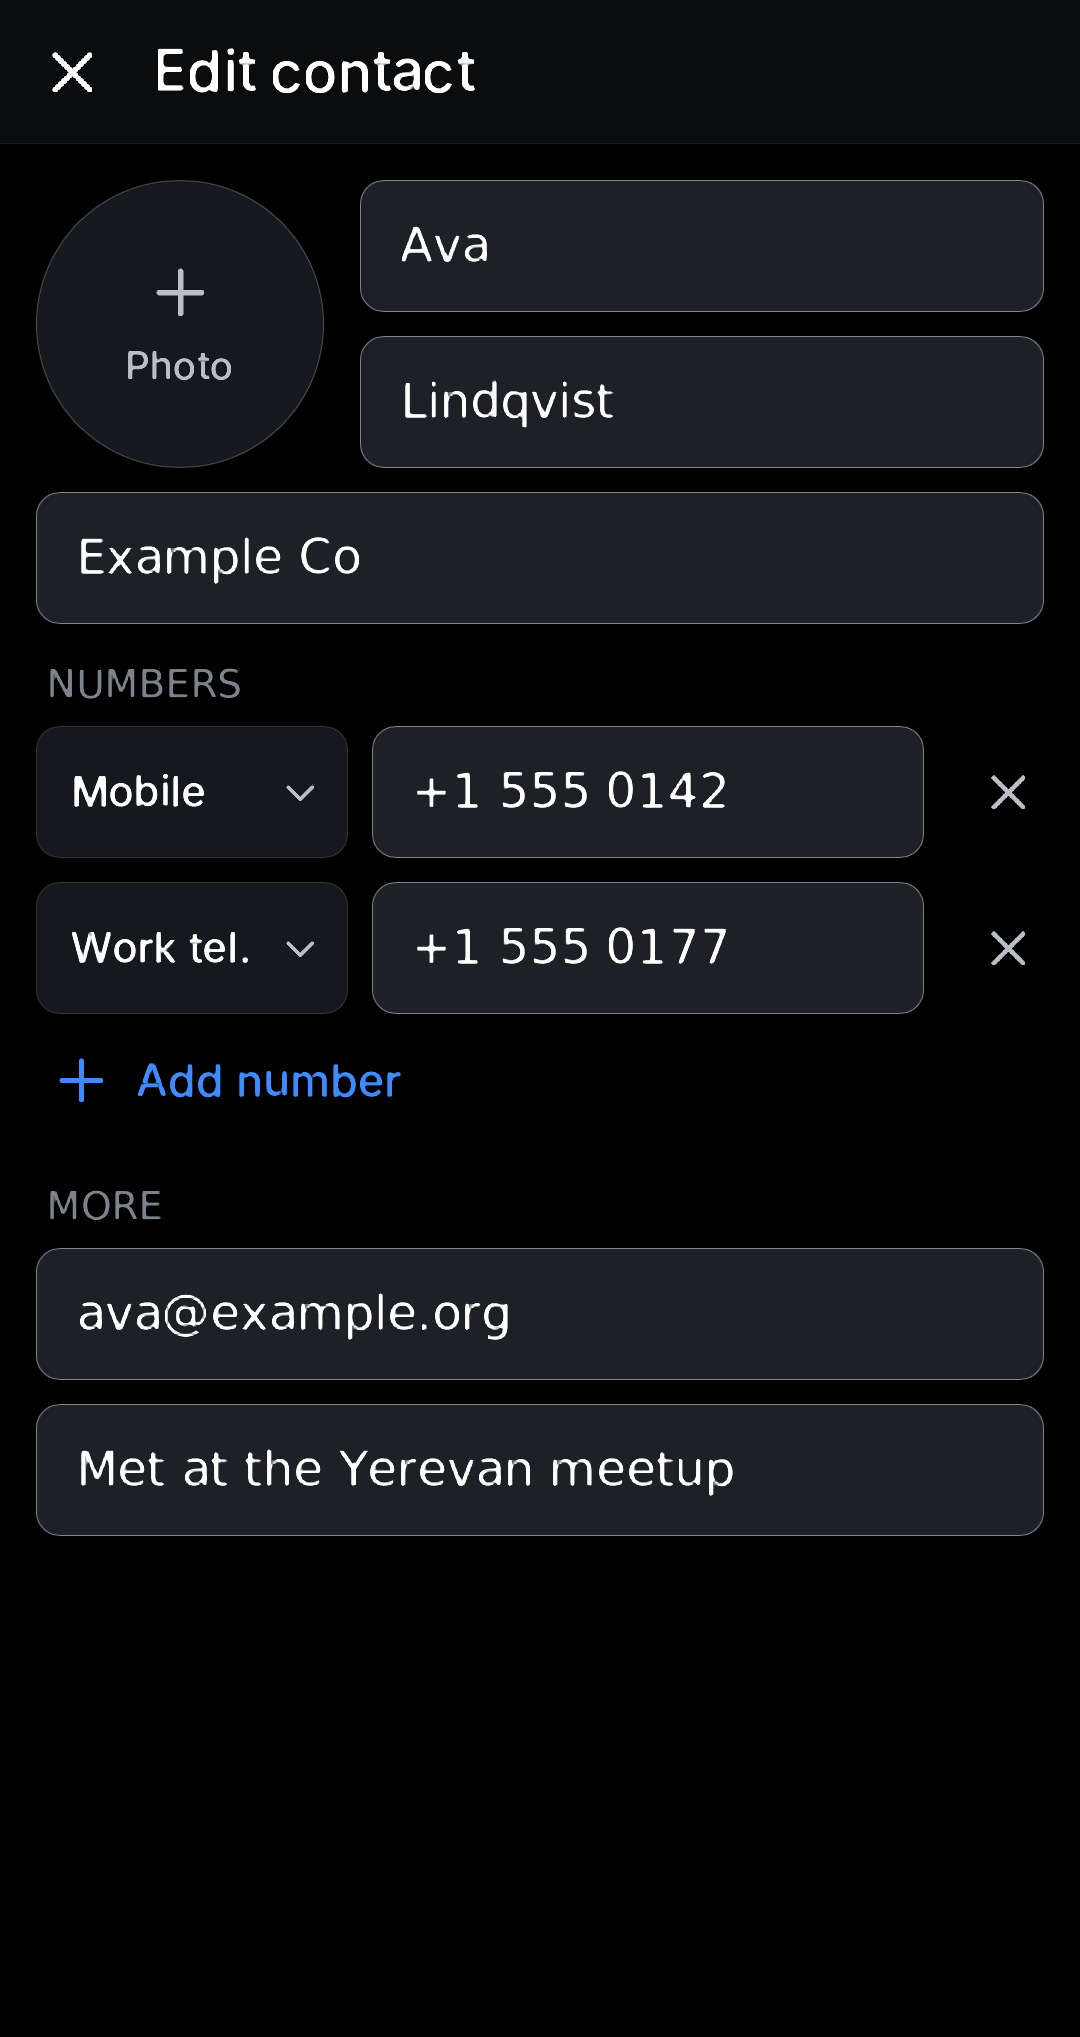 Edit contact
Photo
Ava
Lindqvist
Example Co
NUMBERS
Mobile
+1 555 0142
Work tel.
+1 555 0177
Add number
MORE
ava@example.org
Met at the Yerevan meetup